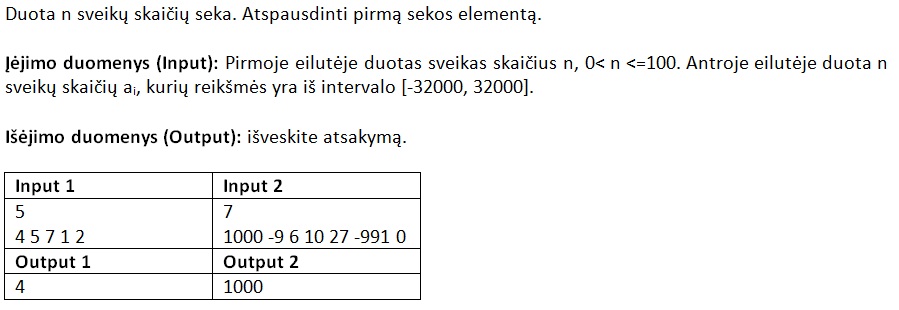 Duota n sveikų skaičių seka. Atspausdinti pirmą sekos elementą.
Įėjimo duomenys (Input): Pirmoje eilutėje duotas sveikas skaičius n, 0< n <=100. Antroje eilutėje duota n
sveikų skaičių aᵢ, kurių reikšmės yra iš intervalo [-32000, 32000].
Išėjimo duomenys (Output): išveskite atsakymą.
Input 1 Input 2
5 7
4 5 7 1 2 1000 -9 6 10 27 -991 0
Output 1 Output 2
4 1000